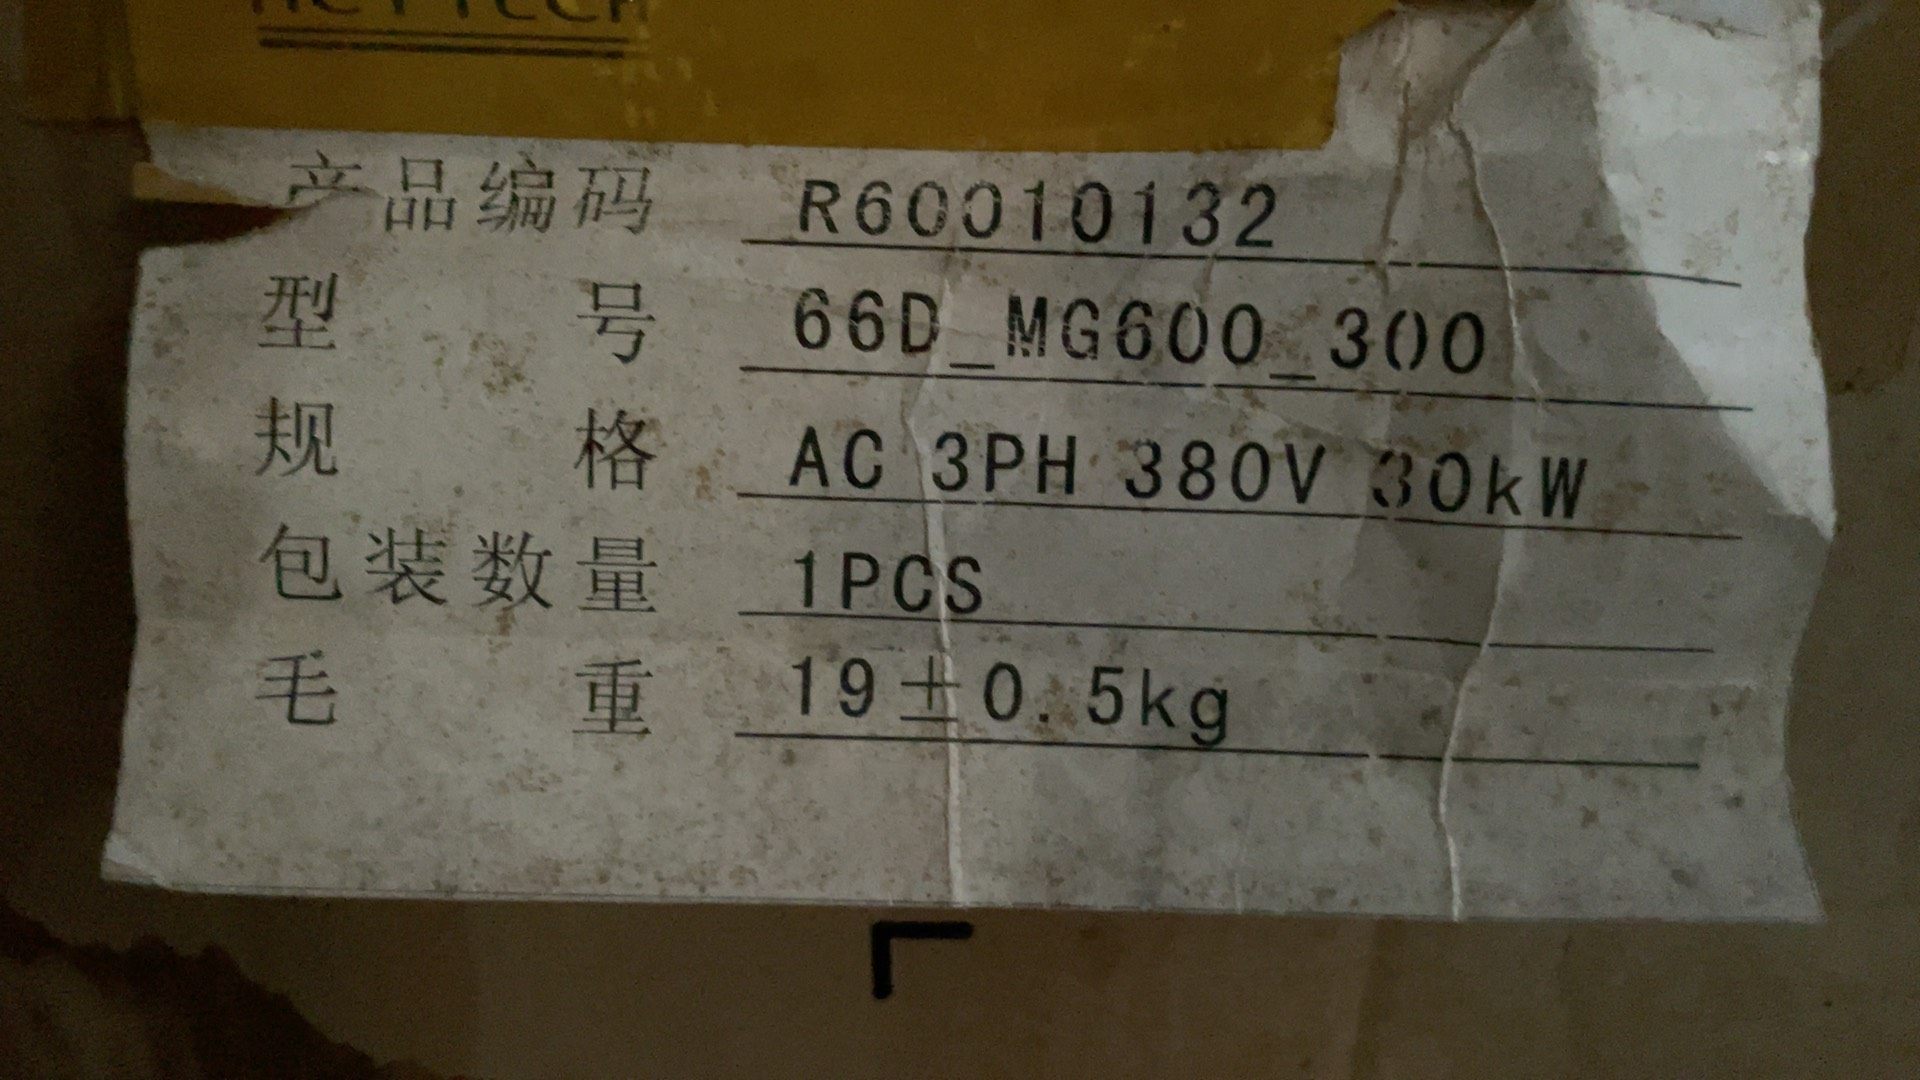 产品编码 R60010132
型号 66D_MG600_300
规格 AC 3PH 380V 30kW
包装数量 1PCS
毛重 19±0.5kg